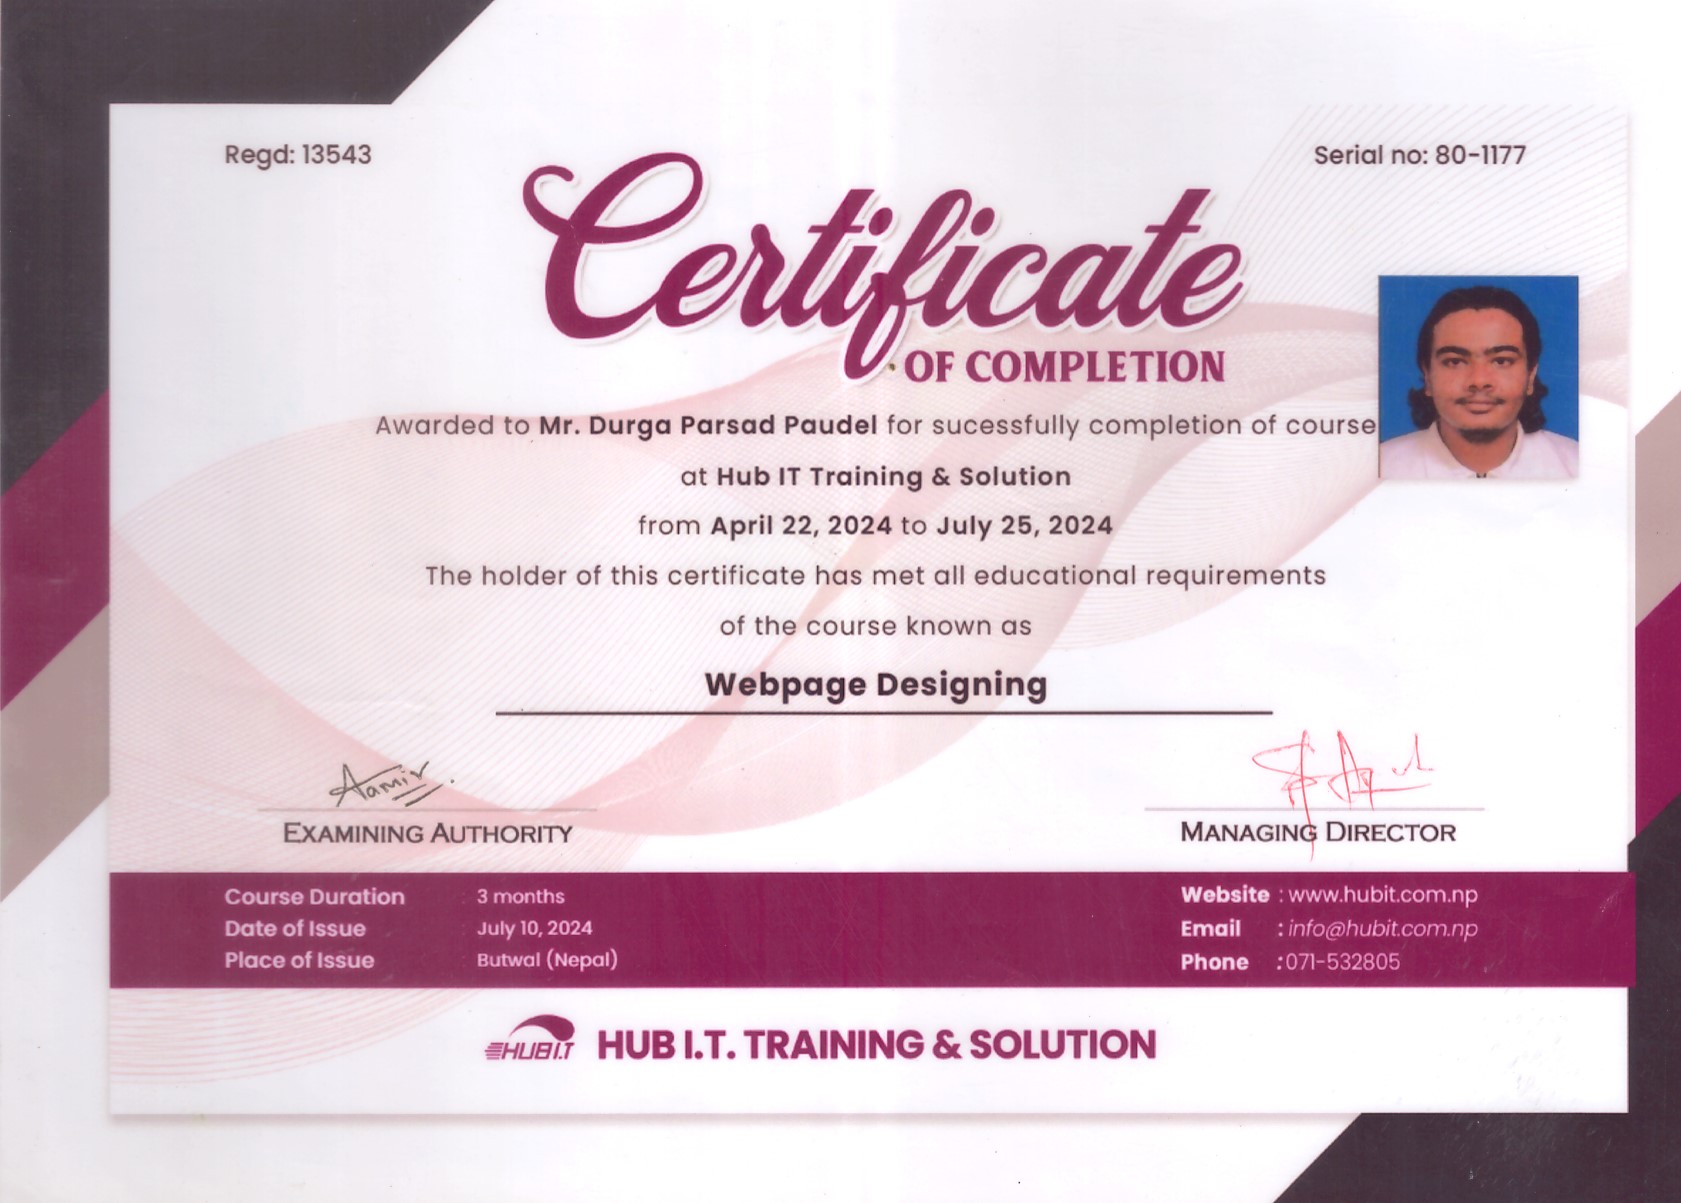 Regd: 13543
Serial no: 80-1177
Certificate
OF COMPLETION
Awarded to Mr. Durga Parsad Paudel for sucessfully completion of course
at Hub IT Training & Solution
from April 22, 2024 to July 25, 2024
The holder of this certificate has met all educational requirements
of the course known as
Webpage Designing
Aamir.
EXAMINING AUTHORITY
MANAGING DIRECTOR
Course Duration 3 months
Date of Issue July 10, 2024
Place of Issue Butwal (Nepal)
Website : www.hubit.com.np
Email : info@hubit.com.np
Phone :071-532805
HUB I.T HUB I.T. TRAINING & SOLUTION